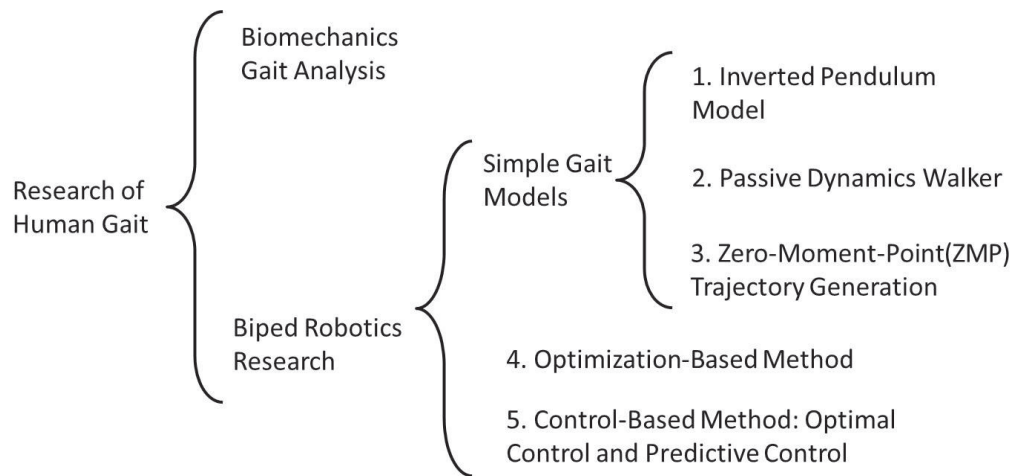 Research of
Human Gait
Biomechanics
Gait Analysis
Biped Robotics
Research
Simple Gait
Models
1. Inverted Pendulum
Model
2. Passive Dynamics Walker
3. Zero-Moment-Point(ZMP)
Trajectory Generation
4. Optimization-Based Method
5. Control-Based Method: Optimal
Control and Predictive Control